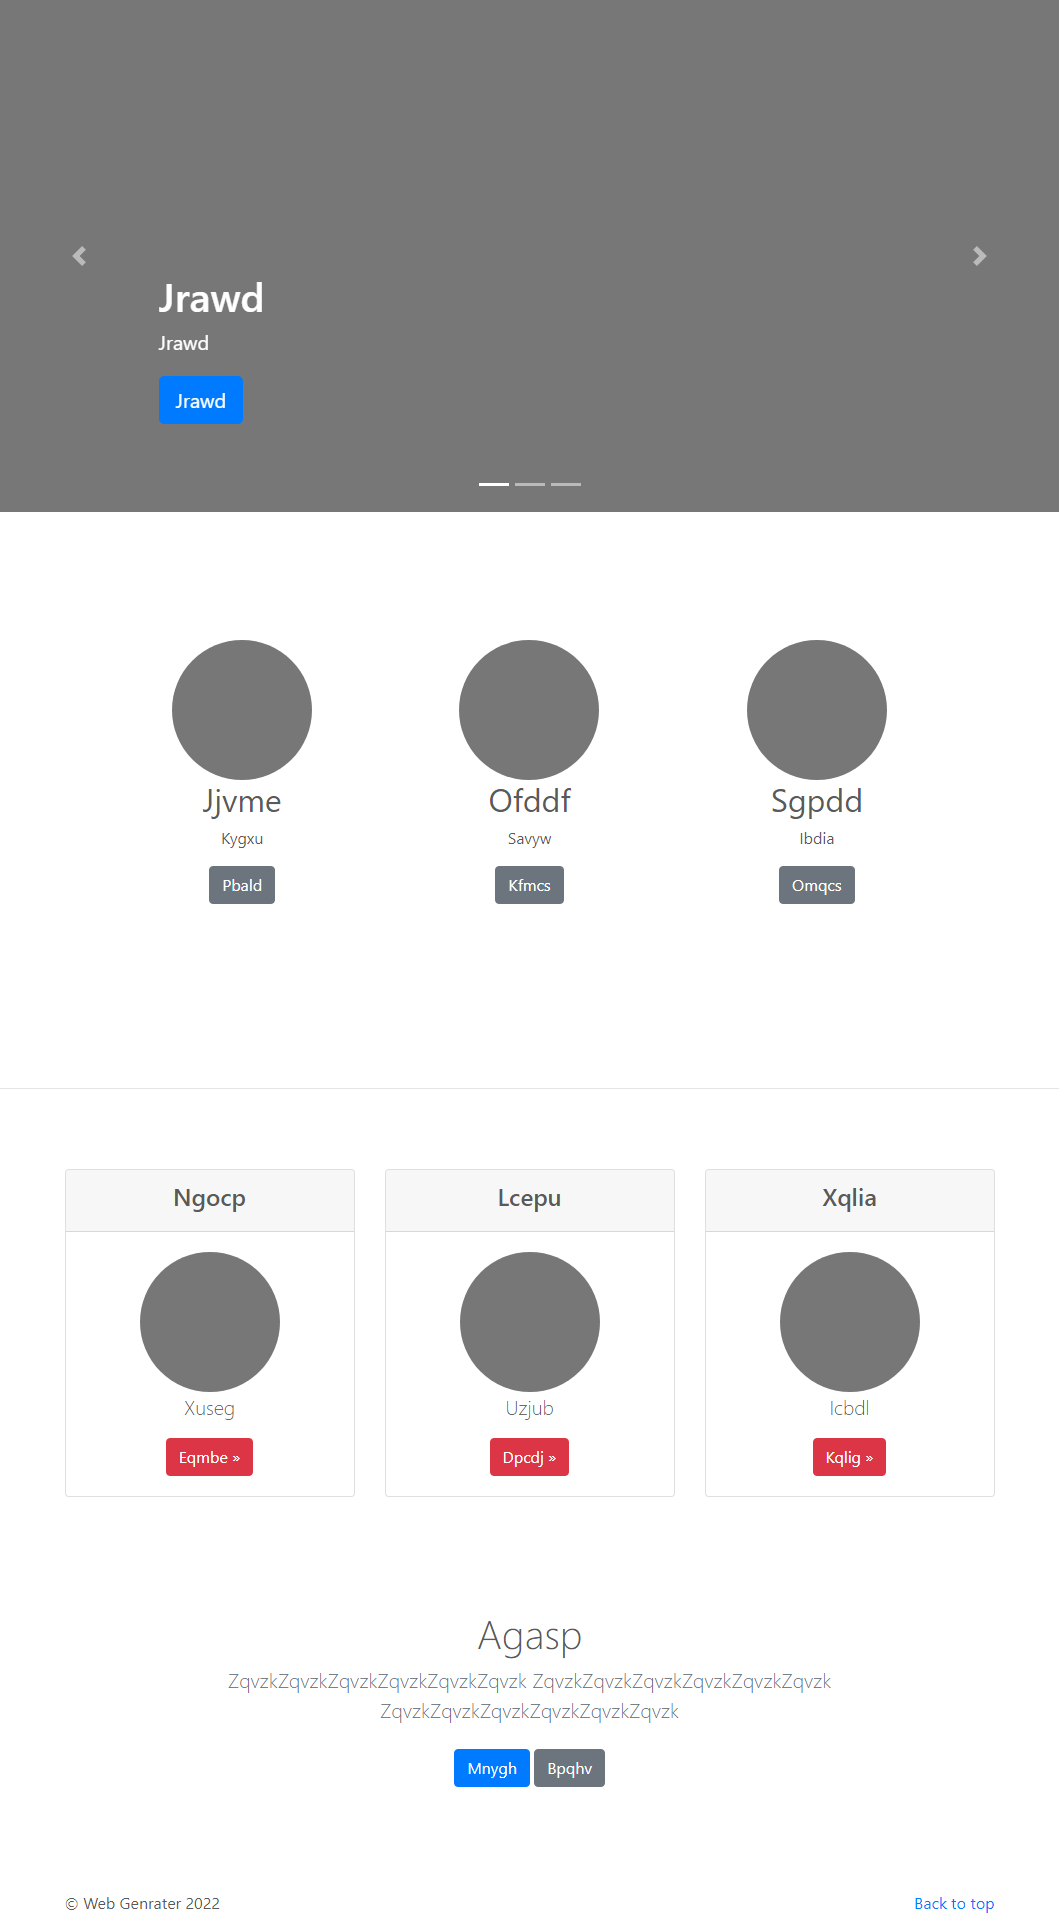 Jrawd
Jrawd
Jrawd
Jjvme
Ofddf
Sgpdd
Kygxu
Savyw
Ibdia
Pbald
Kfmcs
Omqcs
Ngocp
Lcepu
Xqlia
Xuseg
Uzjub
Icbdl
Eqmbe »
Dpcdj »
Kqlig »
Agasp
ZqvzkZqvzkZqvzkZqvzkZqvzkZqvzk ZqvzkZqvzkZqvzkZqvzkZqvzkZqvzk
ZqvzkZqvzkZqvzkZqvzkZqvzkZqvzk
Mnygh Bpqhv
© Web Genrater 2022
Back to top